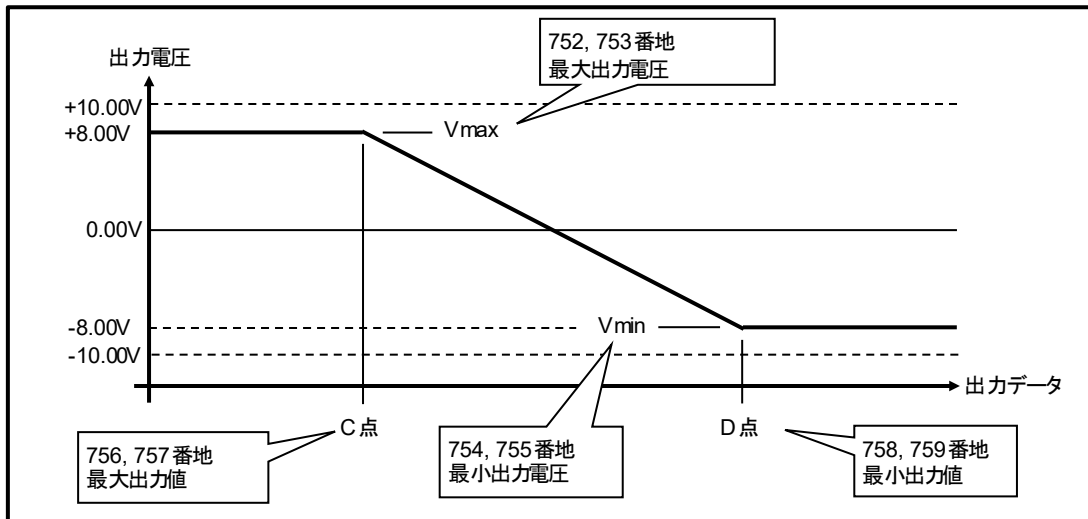 752, 753番地
最大出力電圧
出力電圧
+10.00V
+8.00V
Vmax
0.00V
-8.00V
Vmin
-10.00V
出力データ
C点
D点
756, 757番地
最大出力値
754, 755番地
最小出力電圧
758, 759番地
最小出力値